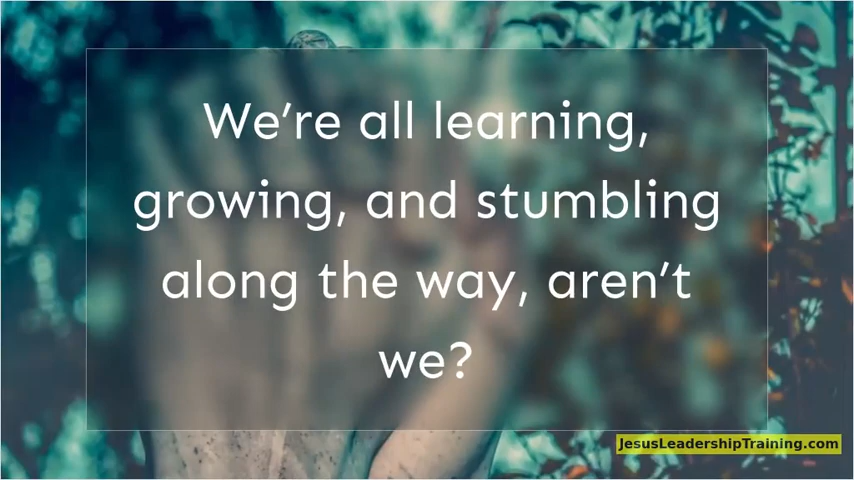 We’re all learning,
growing, and stumbling
along the way, aren’t
we?
JesusLeadershipTraining.com